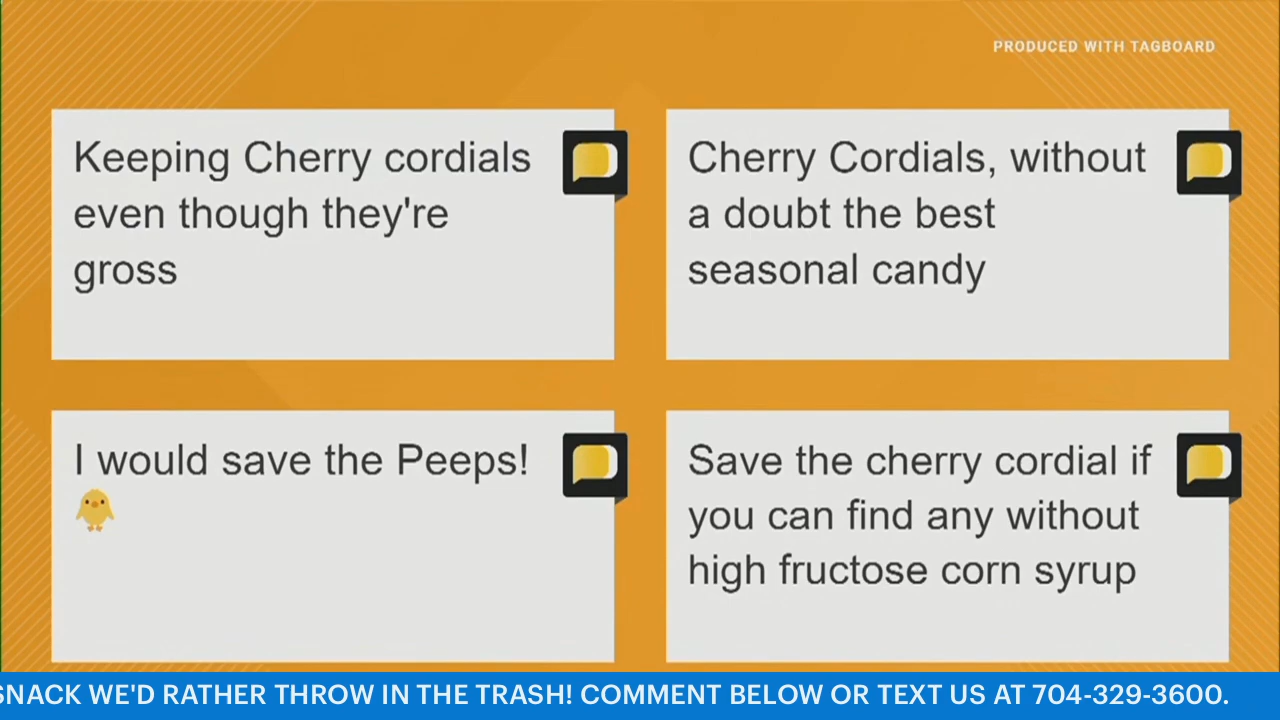 PRODUCED WITH TAGBOARD
Keeping Cherry cordials
even though they're
gross
Cherry Cordials, without
a doubt the best
seasonal candy
I would save the Peeps!
🐥
Save the cherry cordial if
you can find any without
high fructose corn syrup
SNACK WE'D RATHER THROW IN THE TRASH! COMMENT BELOW OR TEXT US AT 704-329-3600.